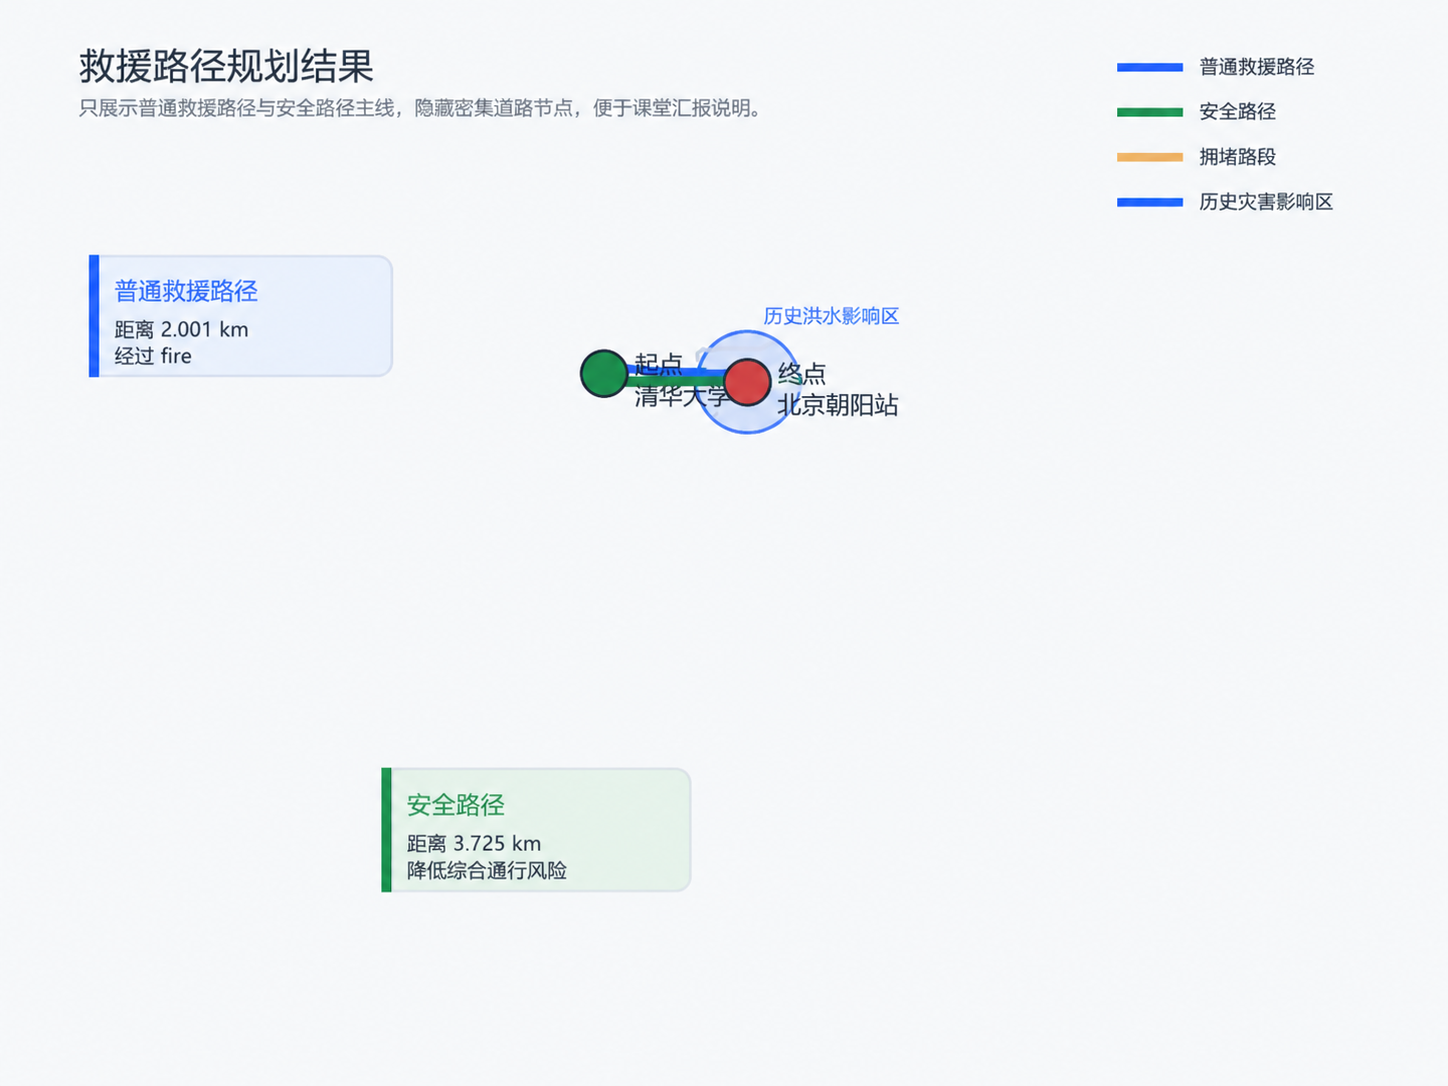 救援路径规划结果
只展示普通救援路径与安全路径主线，隐藏密集道路节点，便于课堂汇报说明。
普通救援路径
安全路径
拥堵路段
历史灾害影响区
普通救援路径
距离 2.001 km
经过 fire
历史洪水影响区
起点
清华大学
终点
北京朝阳站
安全路径
距离 3.725 km
降低综合通行风险